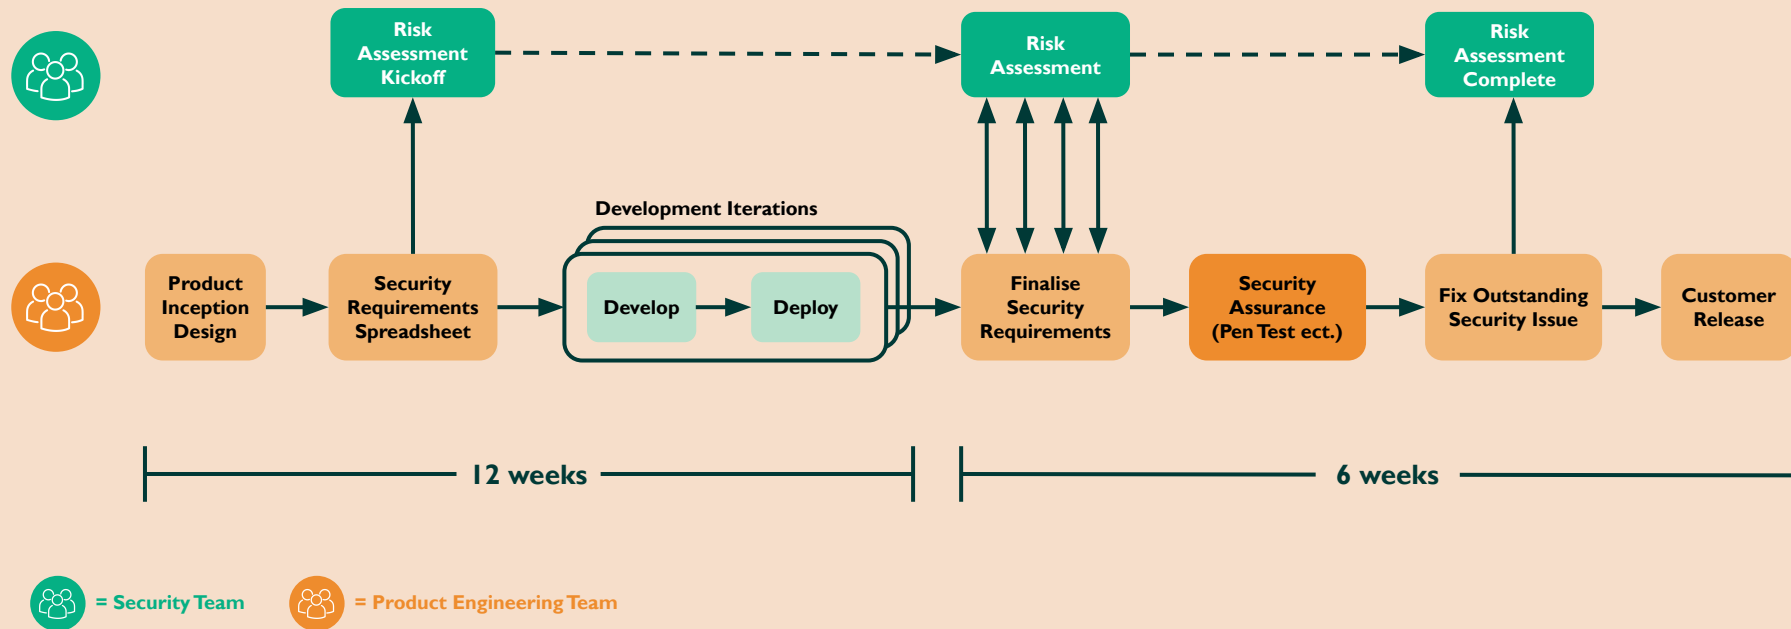 Risk
Assessment
Kickoff
Risk
Assessment
Risk
Assessment
Complete
Development Iterations
Product
Inception
Design
Security
Requirements
Spreadsheet
Develop
Deploy
Finalise
Security
Requirements
Security
Assurance
(Pen Test ect.)
Fix Outstanding
Security Issue
Customer
Release
12 weeks
6 weeks
= Security Team
= Product Engineering Team